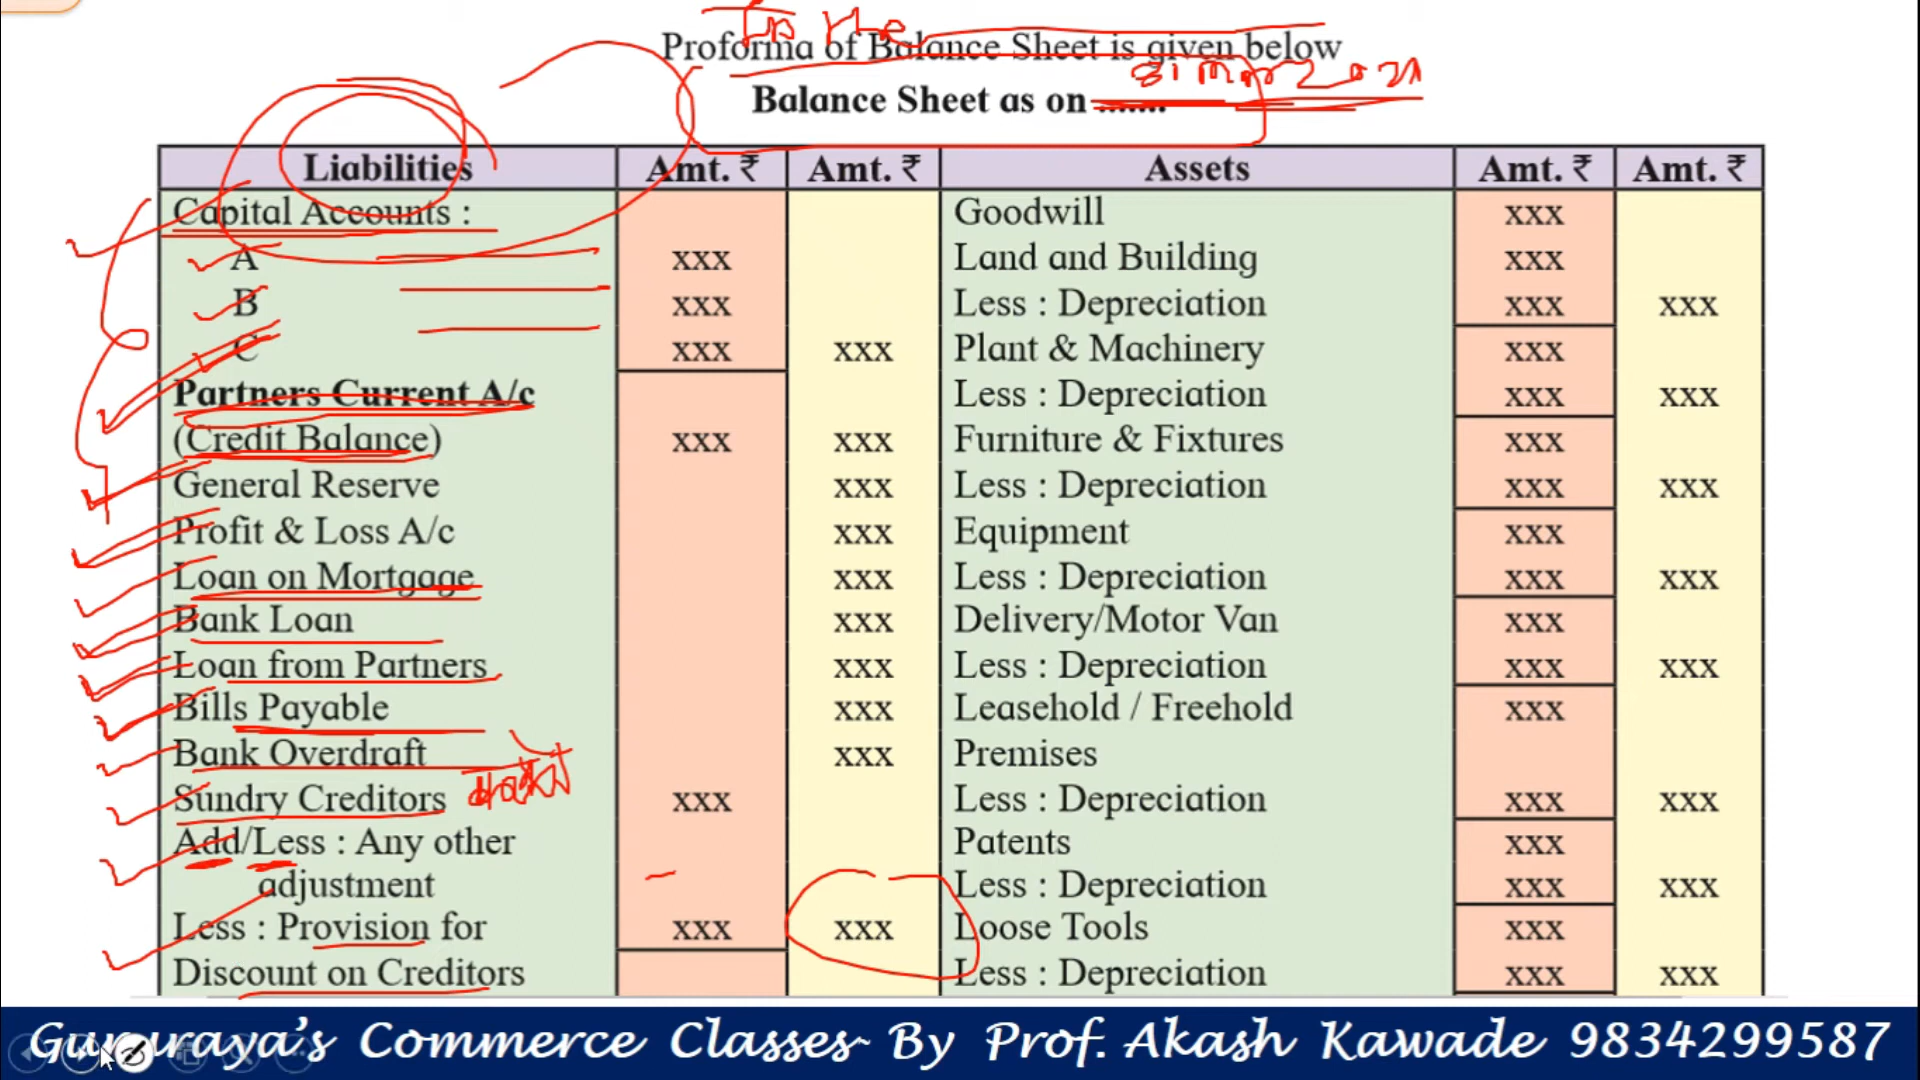 In the
Proforma of Balance Sheet is given below
31 Mar 2021
Balance Sheet as on .......
Liabilities Amt. ₹ Amt. ₹ Assets Amt. ₹ Amt. ₹
Capital Accounts : Goodwill xxx
A xxx Land and Building xxx
B xxx Less : Depreciation xxx xxx
C xxx xxx Plant & Machinery xxx
Partners Current A/c Less : Depreciation xxx xxx
(Credit Balance) xxx xxx Furniture & Fixtures xxx
General Reserve xxx Less : Depreciation xxx xxx
Profit & Loss A/c xxx Equipment xxx
Loan on Mortgage xxx Less : Depreciation xxx xxx
Bank Loan xxx Delivery/Motor Van xxx
Loan from Partners xxx Less : Depreciation xxx xxx
Bills Payable xxx Leasehold / Freehold xxx
Bank Overdraft xxx Premises
Sundry Creditors xxx Less : Depreciation xxx xxx
Add/Less : Any other Patents xxx
adjustment Less : Depreciation xxx xxx
Less : Provision for xxx xxx Loose Tools xxx
Discount on Creditors Less : Depreciation xxx xxx
Gururaya's Commerce Classes~ By Prof. Akash Kawade 9834299587